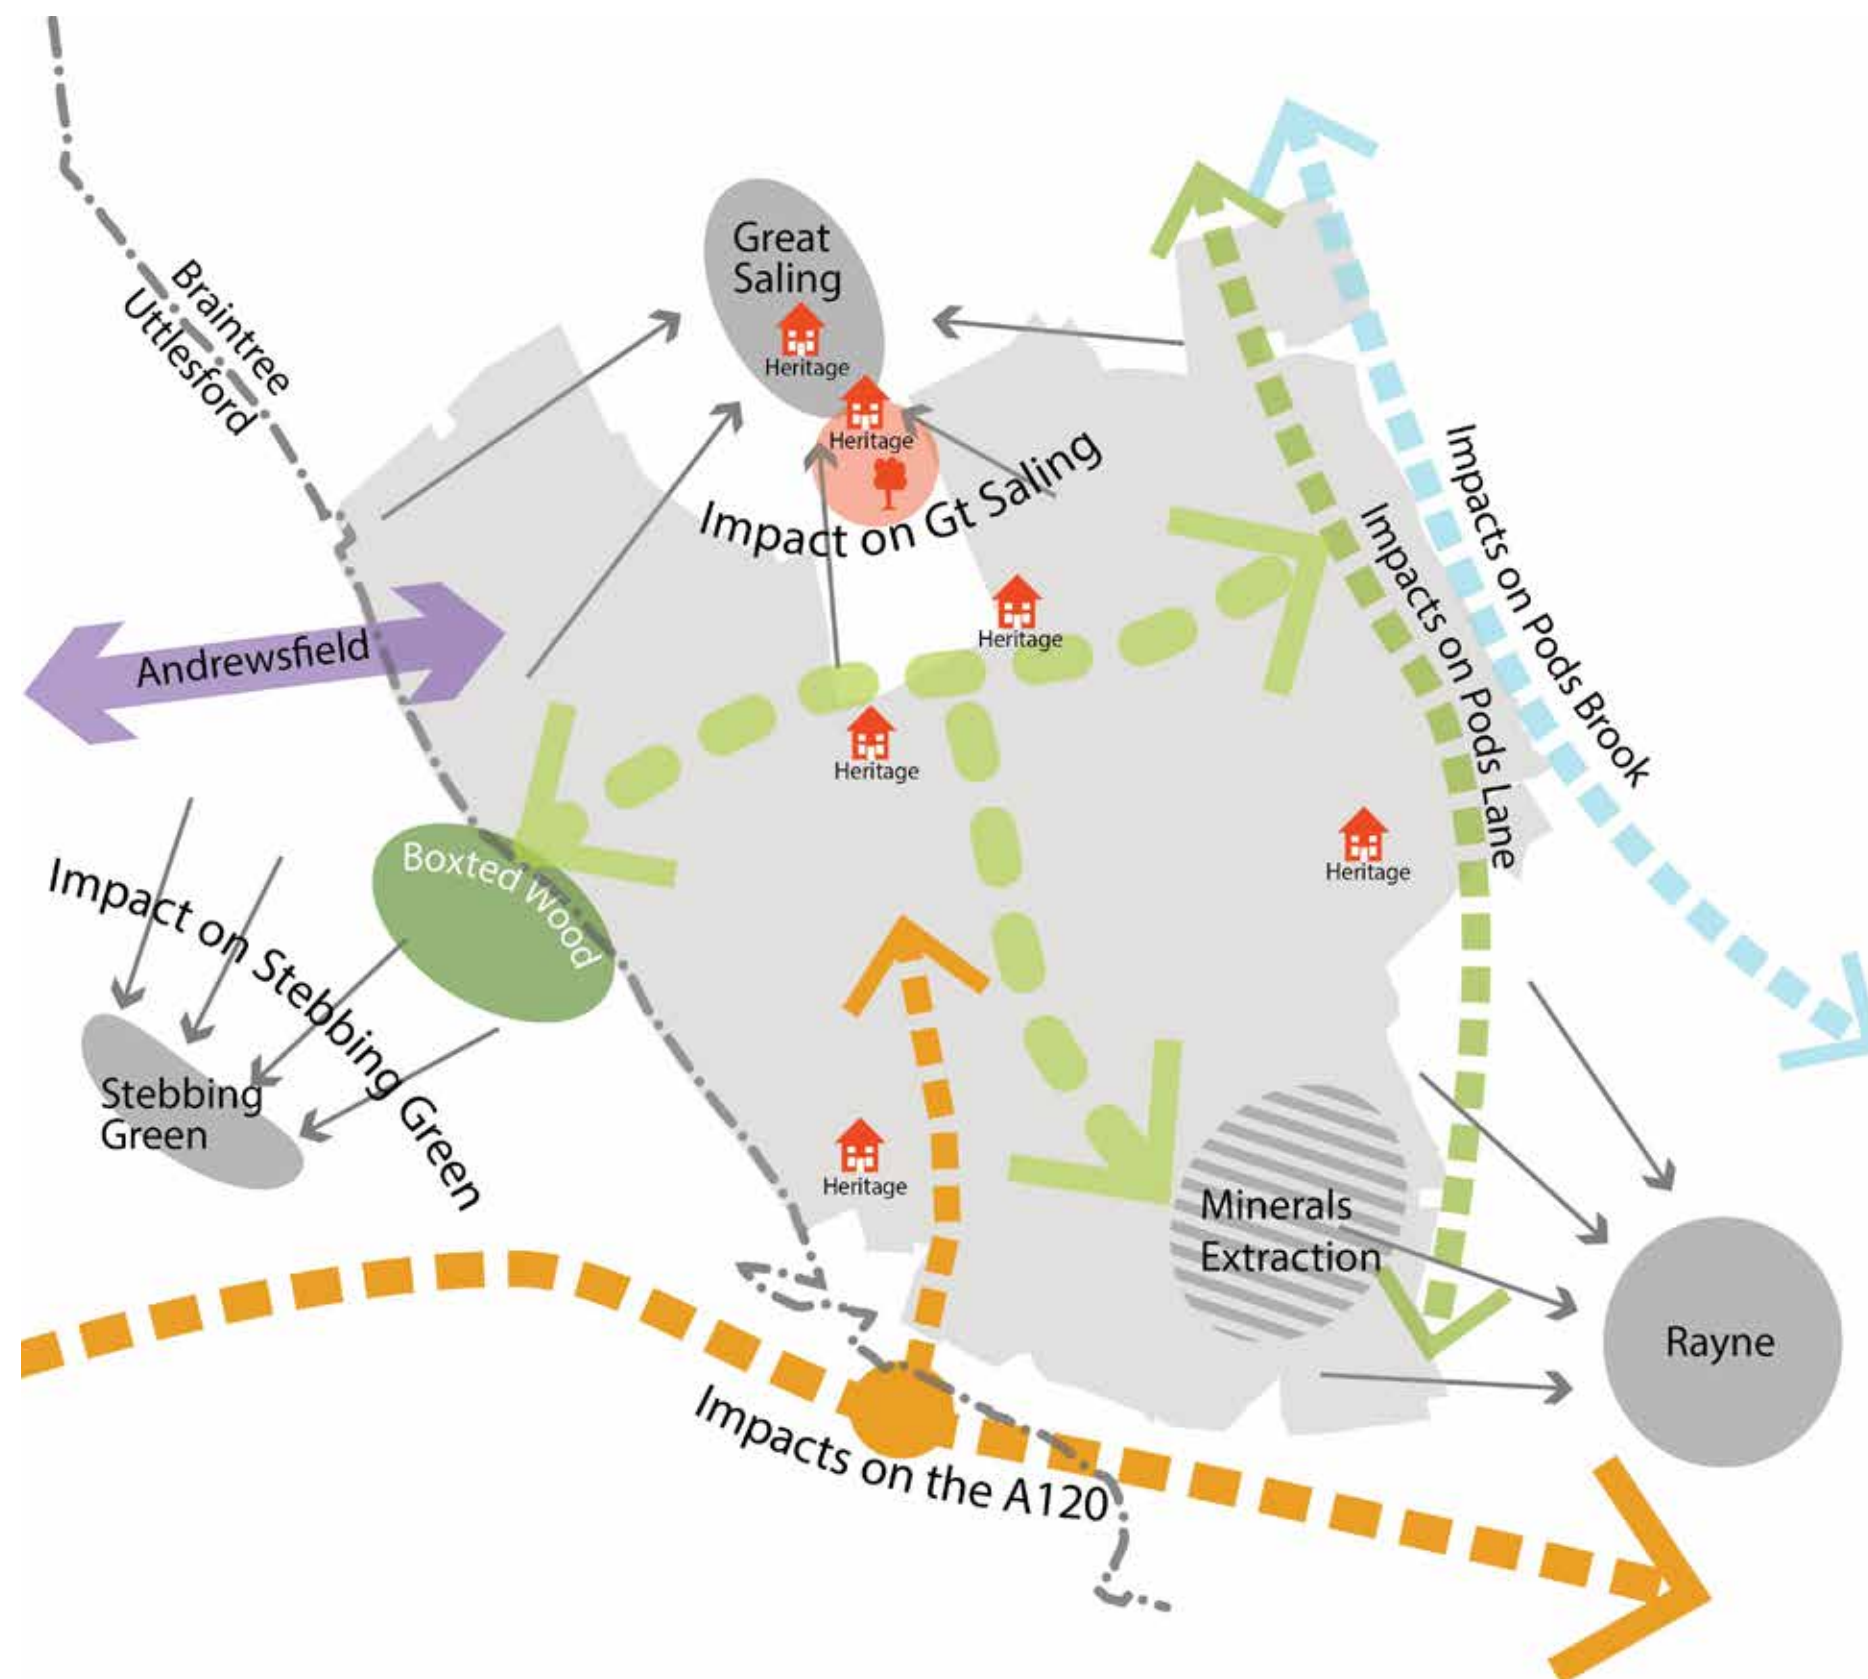 Braintree
Uttlesford
Great
Saling
Heritage
Heritage
Impact on Gt Saling
Impacts on Pods Brook
Impacts on Pods Lane
Heritage
Andrewsfield
Heritage
Heritage
Boxted wood
Impact on Stebbing Green
Stebbing
Green
Heritage
Minerals
Extraction
Rayne
Impacts on the A120